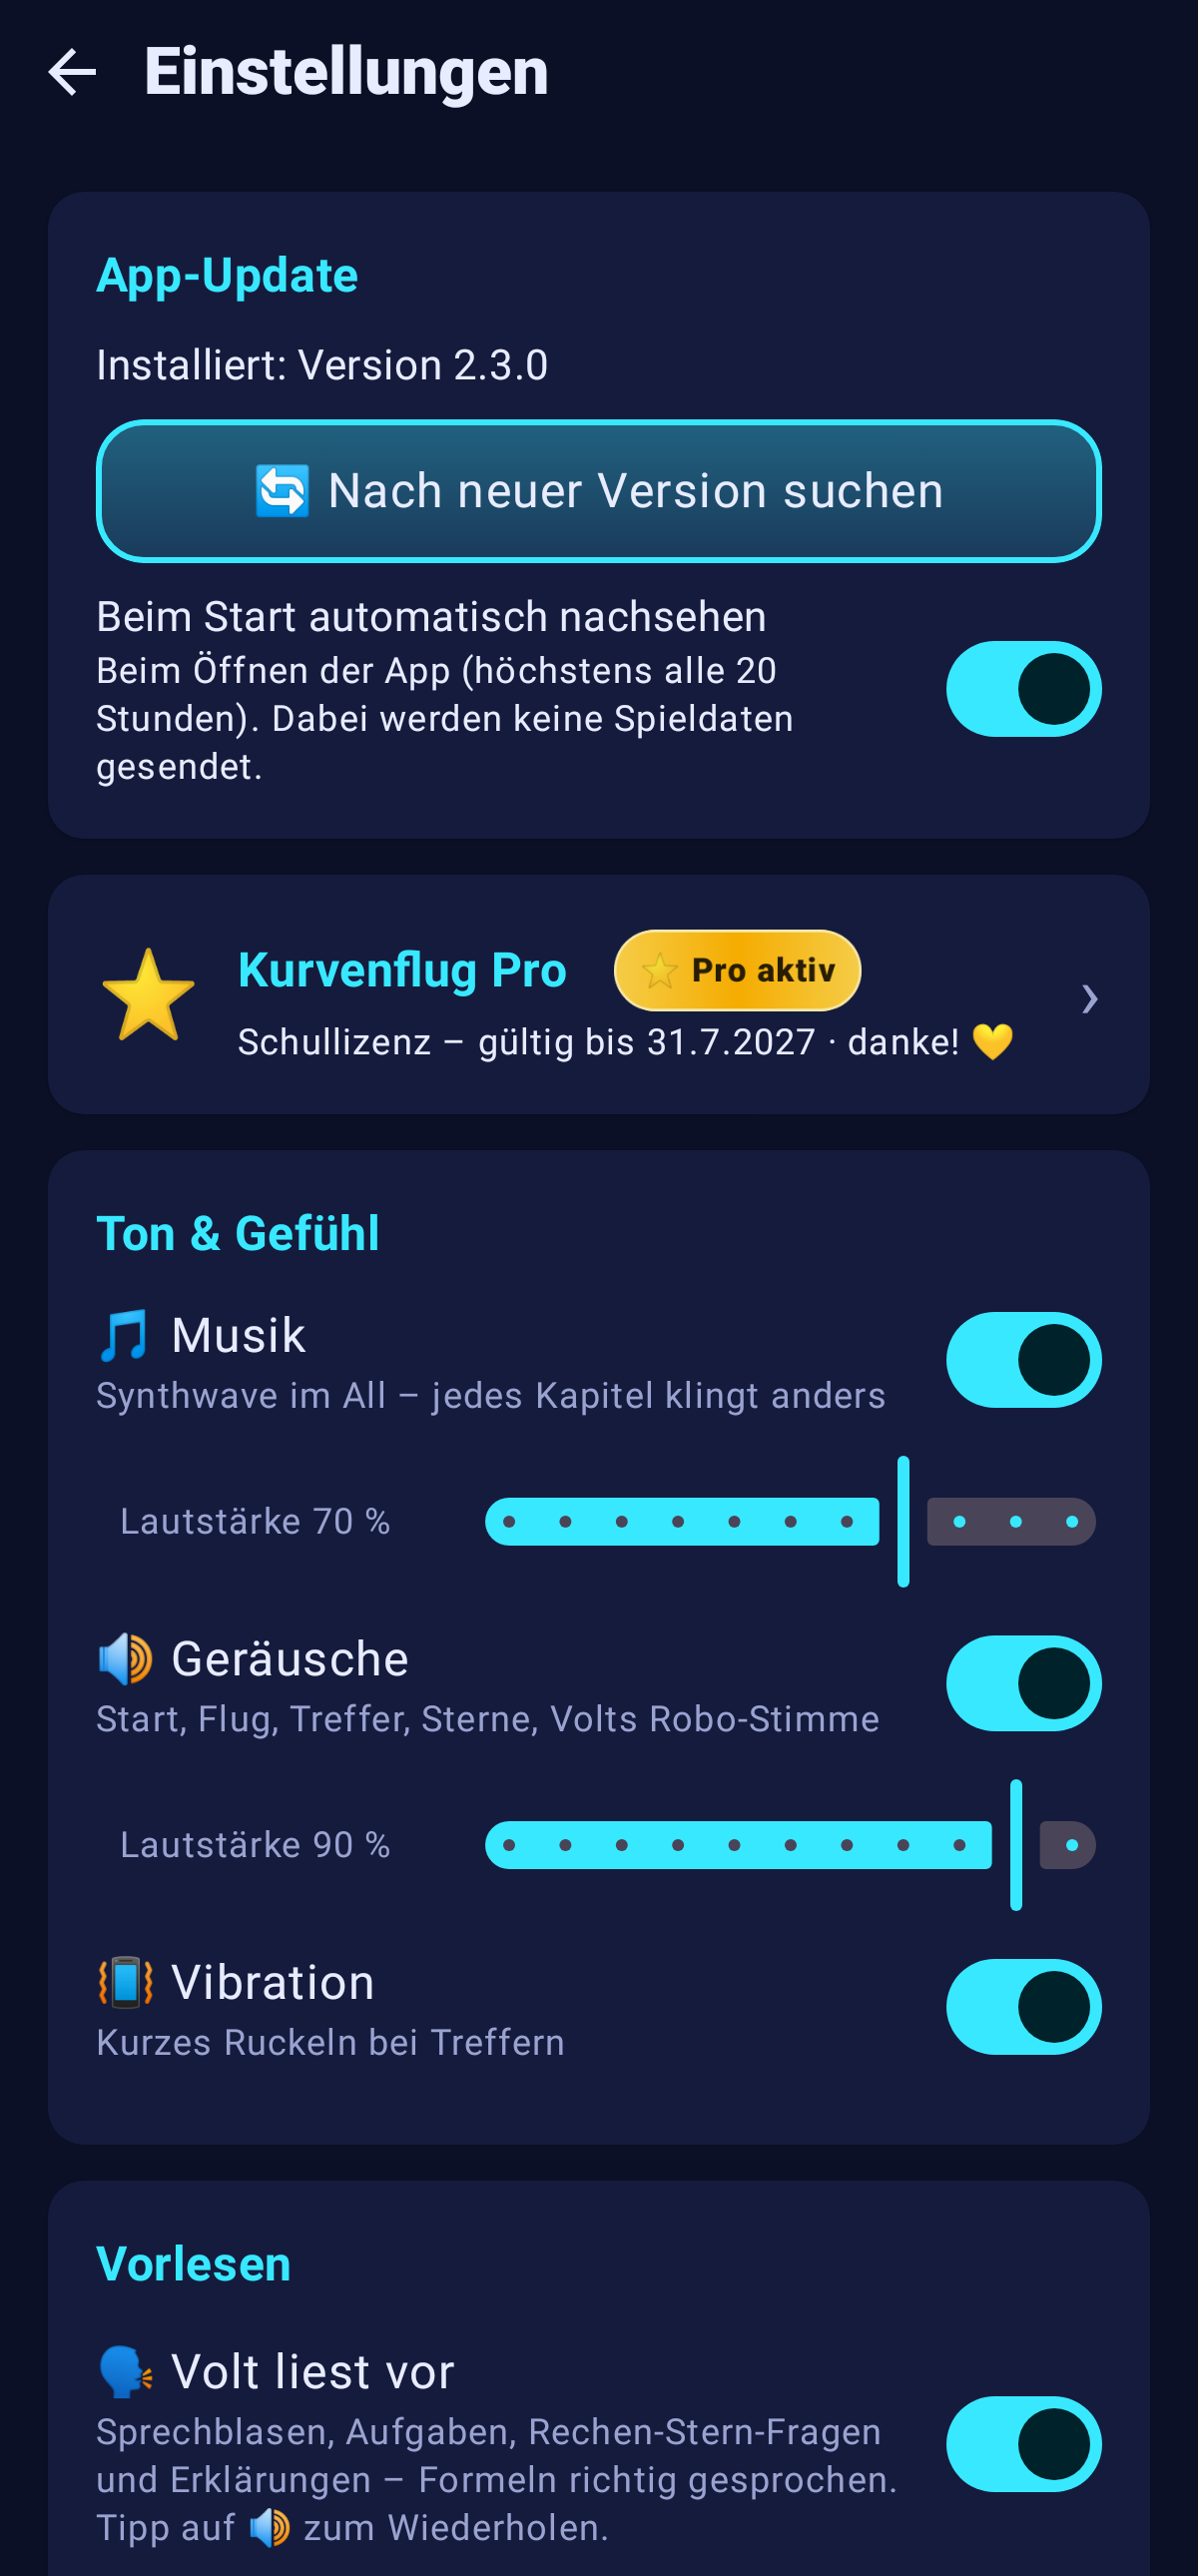 Einstellungen
App-Update
Installiert: Version 2.3.0
Nach neuer Version suchen
Beim Start automatisch nachsehen
Beim Öffnen der App (höchstens alle 20
Stunden). Dabei werden keine Spieldaten
gesendet.
Kurvenflug Pro
Pro aktiv
Schullizenz – gültig bis 31.7.2027 · danke! 💛
Ton & Gefühl
Musik
Synthwave im All – jedes Kapitel klingt anders
Lautstärke 70 %
Geräusche
Start, Flug, Treffer, Sterne, Volts Robo-Stimme
Lautstärke 90 %
Vibration
Kurzes Ruckeln bei Treffern
Vorlesen
Volt liest vor
Sprechblasen, Aufgaben, Rechen-Stern-Fragen
und Erklärungen – Formeln richtig gesprochen.
Tipp auf 🔊 zum Wiederholen.